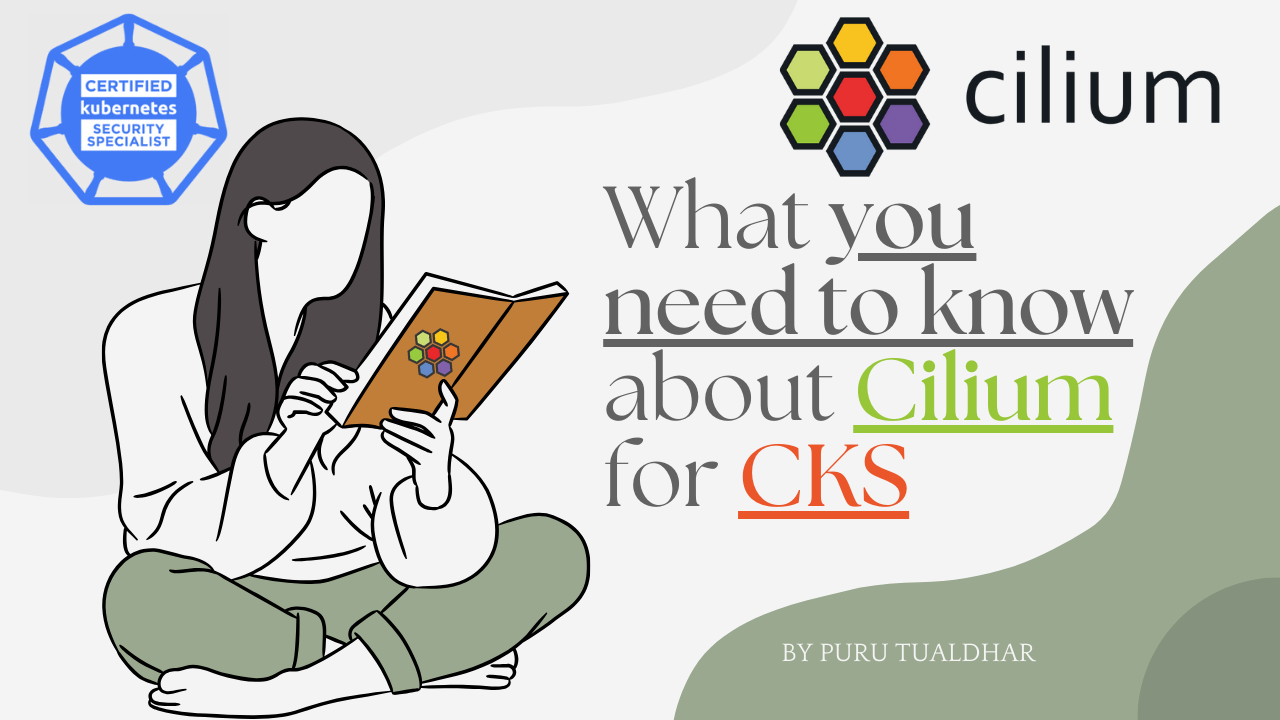 CERTIFIED
kubernetes
SECURITY
SPECIALIST
cilium
What you
need to know
about Cilium
for CKS
BY PURU TUALDHAR